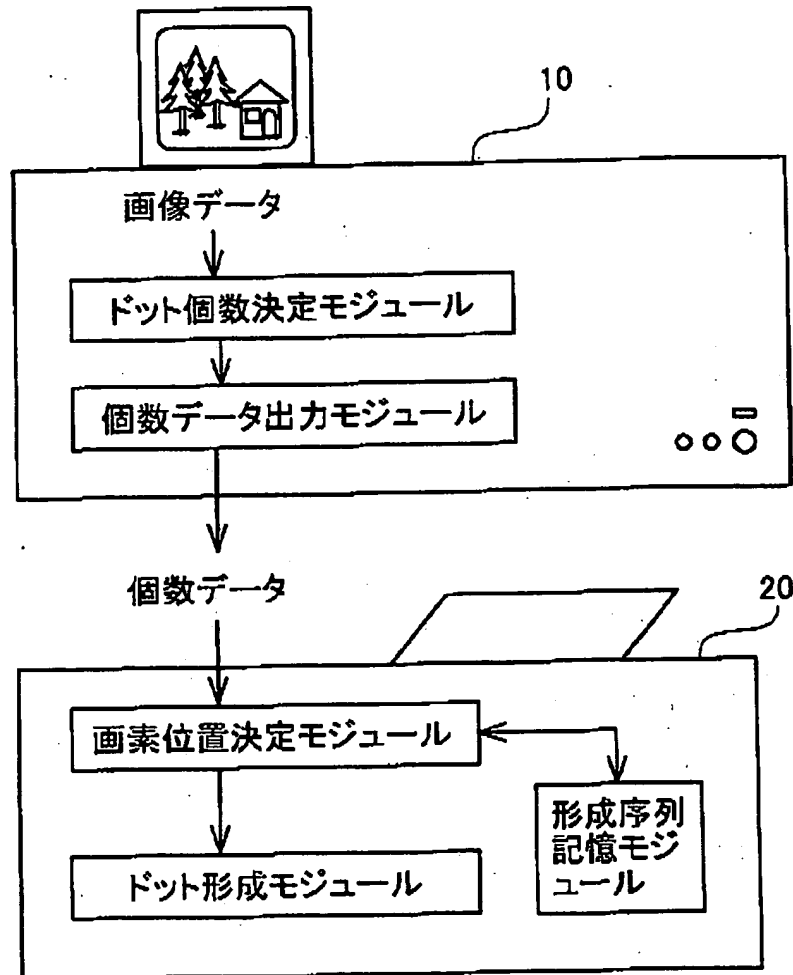 10
画像データ
ドット個数決定モジュール
個数データ出力モジュール
個数データ
20
画素位置決定モジュール
形成序列
記憶モジ
ュール
ドット形成モジュール